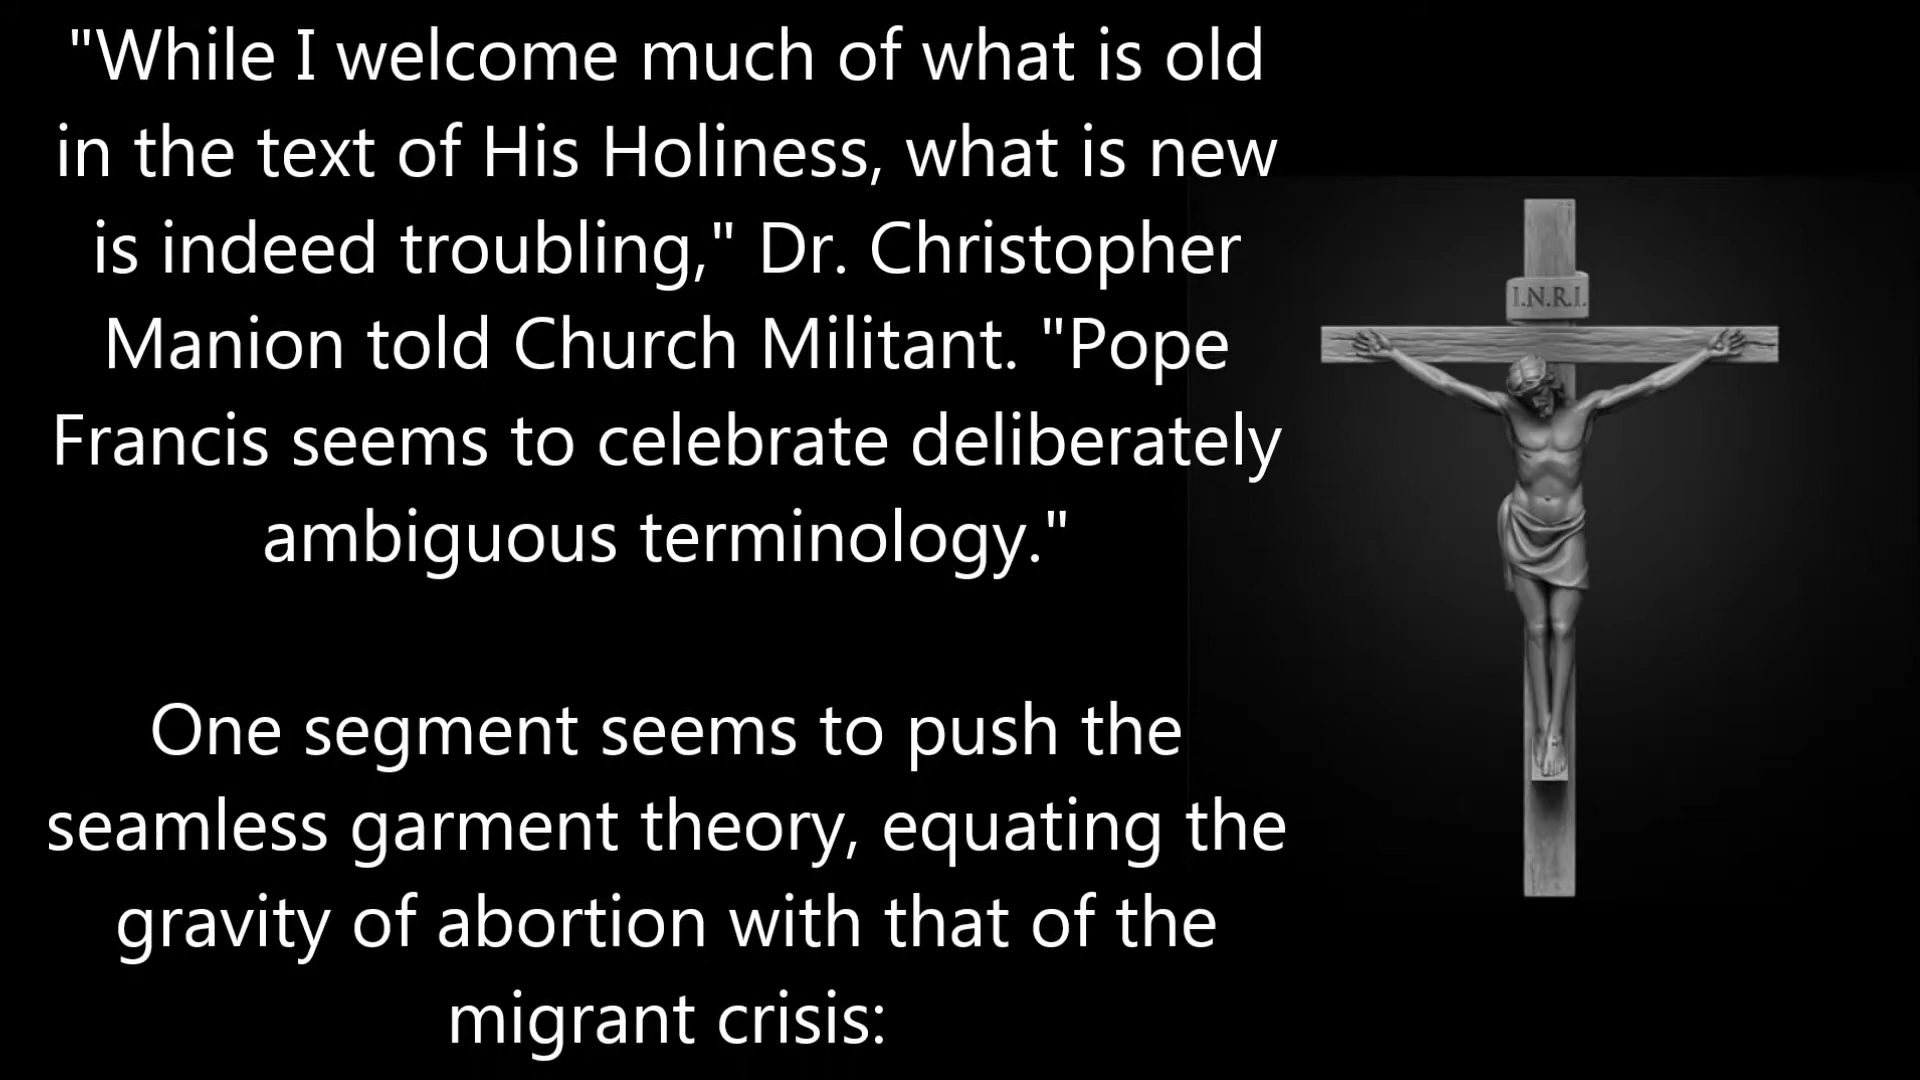 "While I welcome much of what is old
in the text of His Holiness, what is new
is indeed troubling," Dr. Christopher
Manion told Church Militant. "Pope
Francis seems to celebrate deliberately
ambiguous terminology."
One segment seems to push the
seamless garment theory, equating the
gravity of abortion with that of the
migrant crisis:
I.N.R.I.